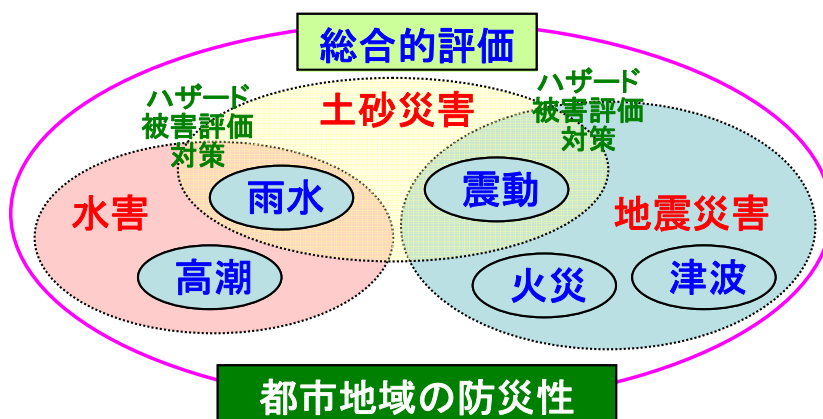 総合的評価
ハザード
被害評価
対策
土砂災害
ハザード
被害評価
対策
水害
雨水
震動
地震災害
高潮
火災
津波
都市地域の防災性